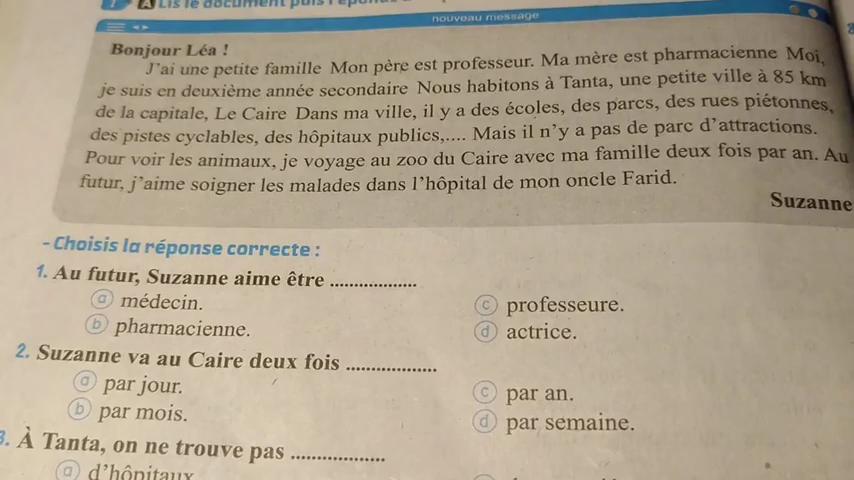 A Lis le document puis
nouveau message
Bonjour Léa !
J'ai une petite famille Mon père est professeur. Ma mère est pharmacienne Moi,
je suis en deuxième année secondaire Nous habitons à Tanta, une petite ville à 85 km
de la capitale, Le Caire Dans ma ville, il y a des écoles, des parcs, des rues piétonnes,
des pistes cyclables, des hôpitaux publics,.... Mais il n'y a pas de parc d'attractions.
Pour voir les animaux, je voyage au zoo du Caire avec ma famille deux fois par an. Au
futur, j'aime soigner les malades dans l'hôpital de mon oncle Farid.
Suzanne
- Choisis la réponse correcte :
1. Au futur, Suzanne aime être ..................
a médecin.
c professeure.
b pharmacienne.
d actrice.
2. Suzanne va au Caire deux fois ..................
a par jour.
c par an.
b par mois.
d par semaine.
3. À Tanta, on ne trouve pas ..................
a d'hôpitaux